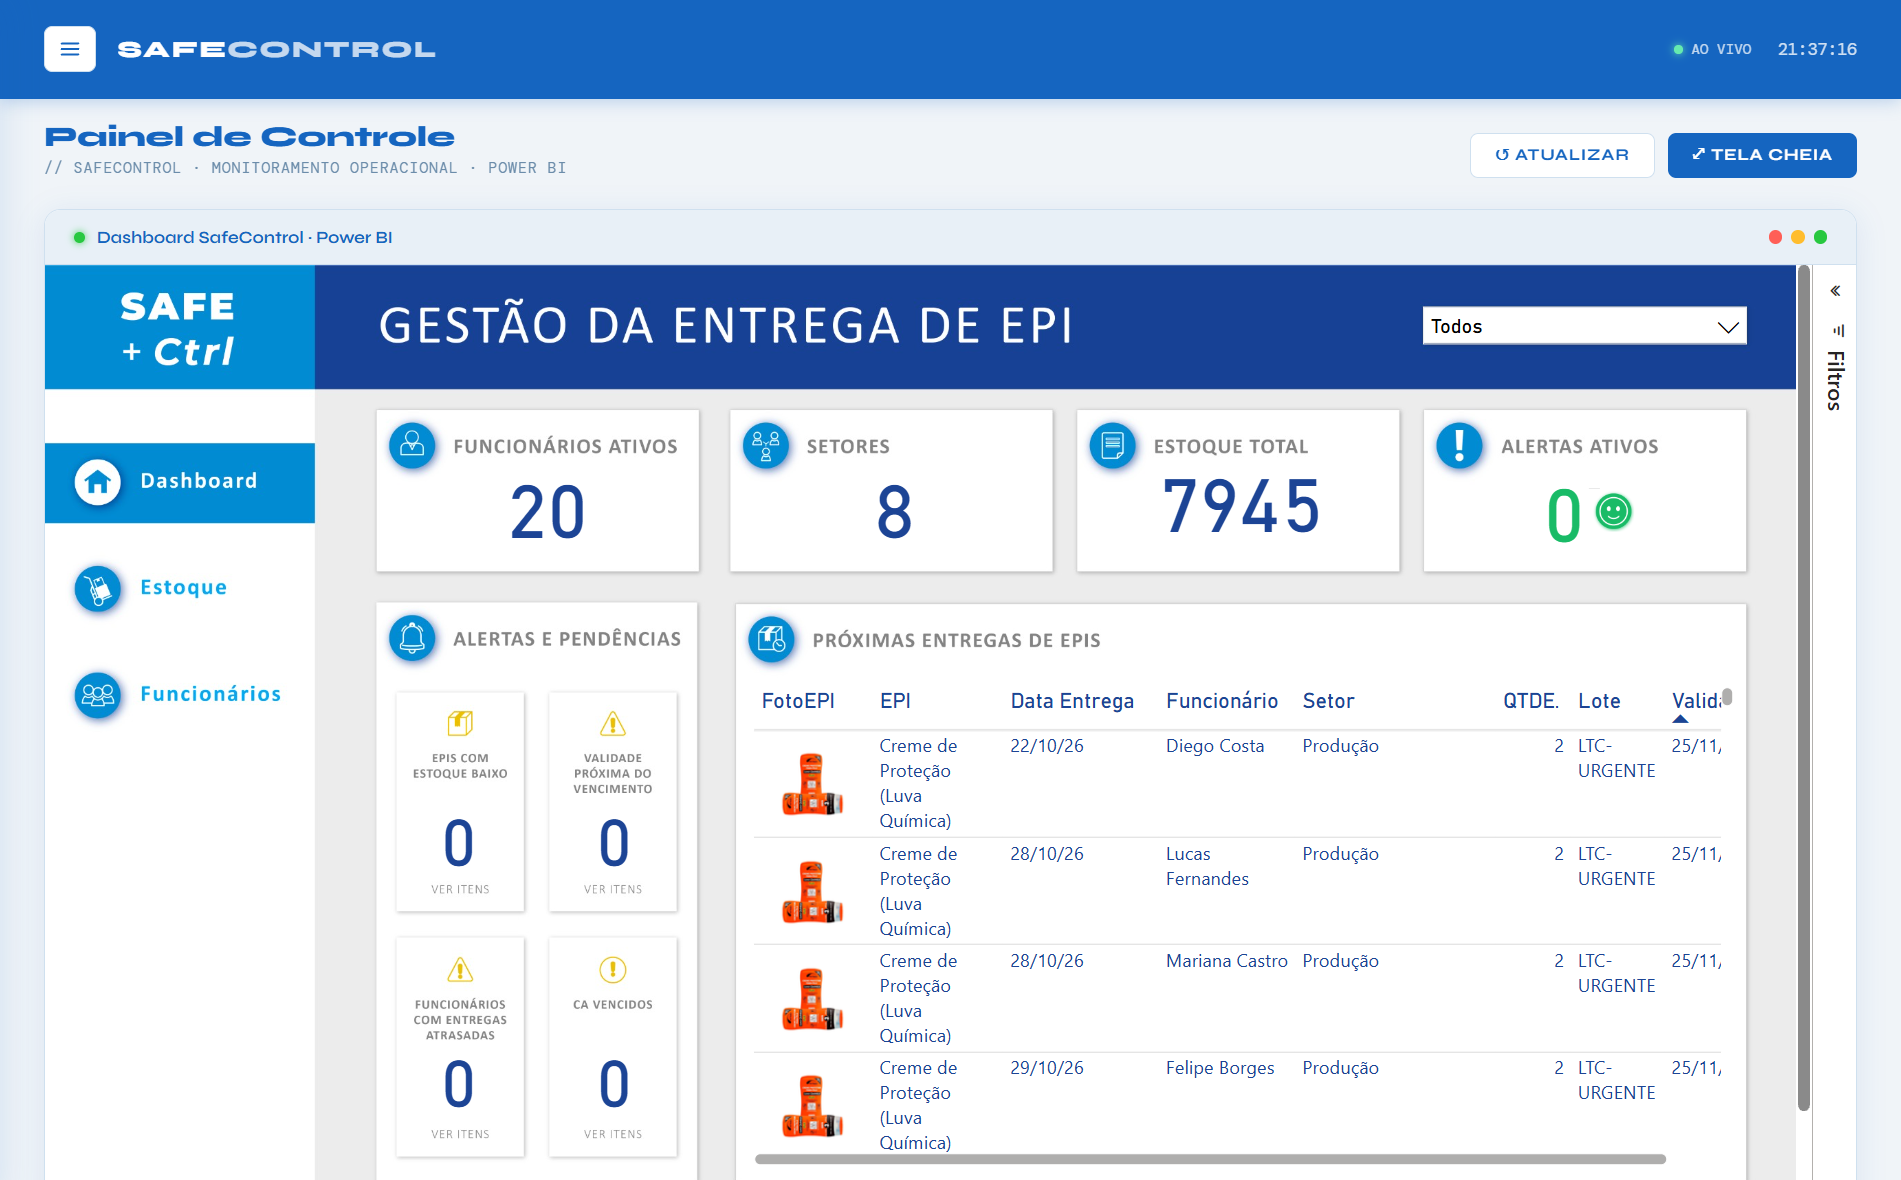 SAFECONTROL
AO VIVO 21:37:16
Painel de Controle
// SAFECONTROL · MONITORAMENTO OPERACIONAL · POWER BI
↺ ATUALIZAR
⤢ TELA CHEIA
Dashboard SafeControl · Power BI
SAFE
+ Ctrl
GESTÃO DA ENTREGA DE EPI
Todos
Filtros
Dashboard
Estoque
Funcionários
FUNCIONÁRIOS ATIVOS
20
SETORES
8
ESTOQUE TOTAL
7945
ALERTAS ATIVOS
0
ALERTAS E PENDÊNCIAS
EPIS COM
ESTOQUE BAIXO
0
VER ITENS
VALIDADE
PRÓXIMA DO
VENCIMENTO
0
VER ITENS
FUNCIONÁRIOS
COM ENTREGAS
ATRASADAS
0
VER ITENS
CA VENCIDOS
0
VER ITENS
PRÓXIMAS ENTREGAS DE EPIS
FotoEPI EPI Data Entrega Funcionário Setor QTDE. Lote Valida
Creme de 22/10/26 Diego Costa Produção 2 LTC- 25/11/
Proteção URGENTE
(Luva
Química)
Creme de 28/10/26 Lucas Produção 2 LTC- 25/11/
Proteção Fernandes URGENTE
(Luva
Química)
Creme de 28/10/26 Mariana Castro Produção 2 LTC- 25/11/
Proteção URGENTE
(Luva
Química)
Creme de 29/10/26 Felipe Borges Produção 2 LTC- 25/11/
Proteção URGENTE
(Luva
Química)